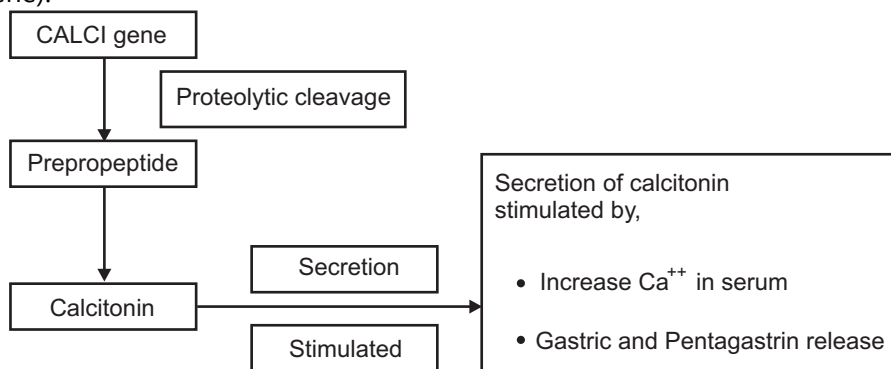 CALCI gene
Proteolytic cleavage
Prepropeptide
Secretion of calcitonin
stimulated by,
Secretion
• Increase Ca⁺⁺ in serum
Calcitonin
Stimulated
• Gastric and Pentagastrin release